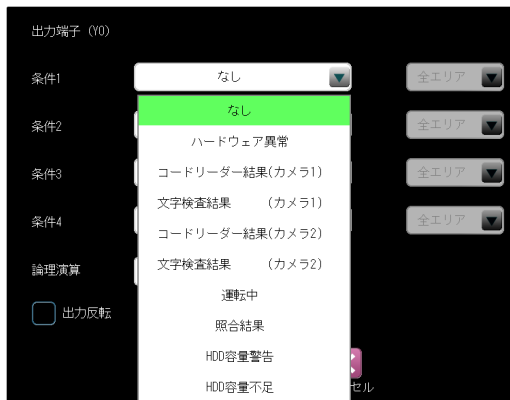 出力端子 (Y0)
条件1 なし 全エリア
なし
条件2 全エリア
ハードウェア異常
条件3 コードリーダー結果(カメラ1) 全エリア
文字検査結果 (カメラ1)
条件4 コードリーダー結果(カメラ2) 全エリア
論理演算 文字検査結果 (カメラ2)
運転中
出力反転
照合結果
HDD容量警告
HDD容量不足 セル